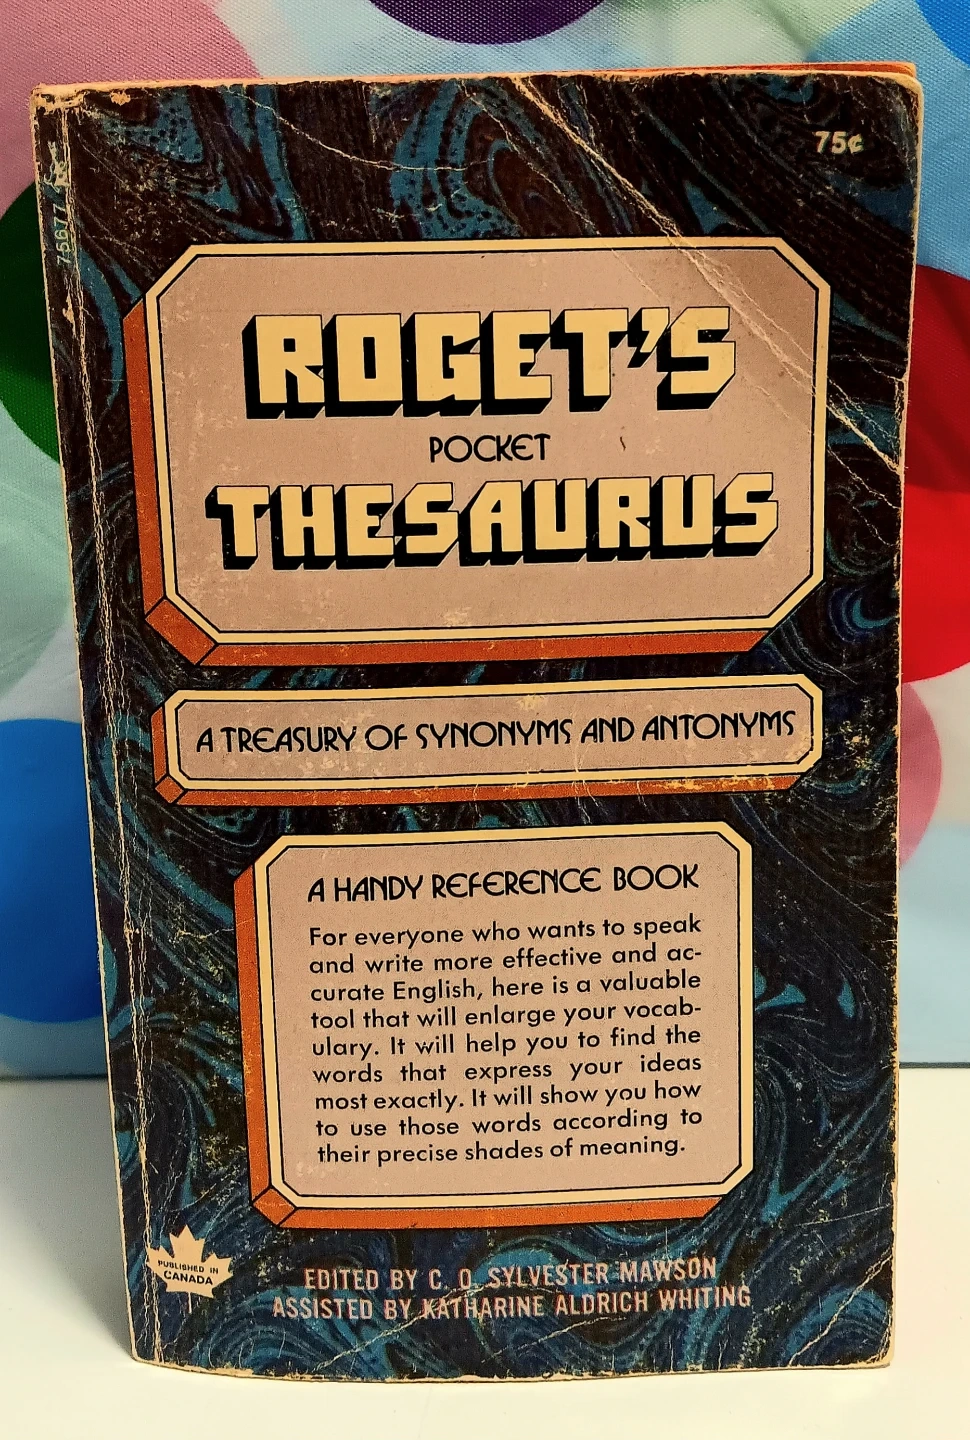 75¢
75677
ROGET'S
POCKET
THESAURUS
A TREASURY OF SYNONYMS AND ANTONYMS
A HANDY REFERENCE BOOK
For everyone who wants to speak
and write more effective and ac-
curate English, here is a valuable
tool that will enlarge your vocab-
ulary. It will help you to find the
words that express your ideas
most exactly. It will show you how
to use those words according to
their precise shades of meaning.
PUBLISHED IN
CANADA
EDITED BY C. O. SYLVESTER MAWSON
ASSISTED BY KATHARINE ALDRICH WHITING